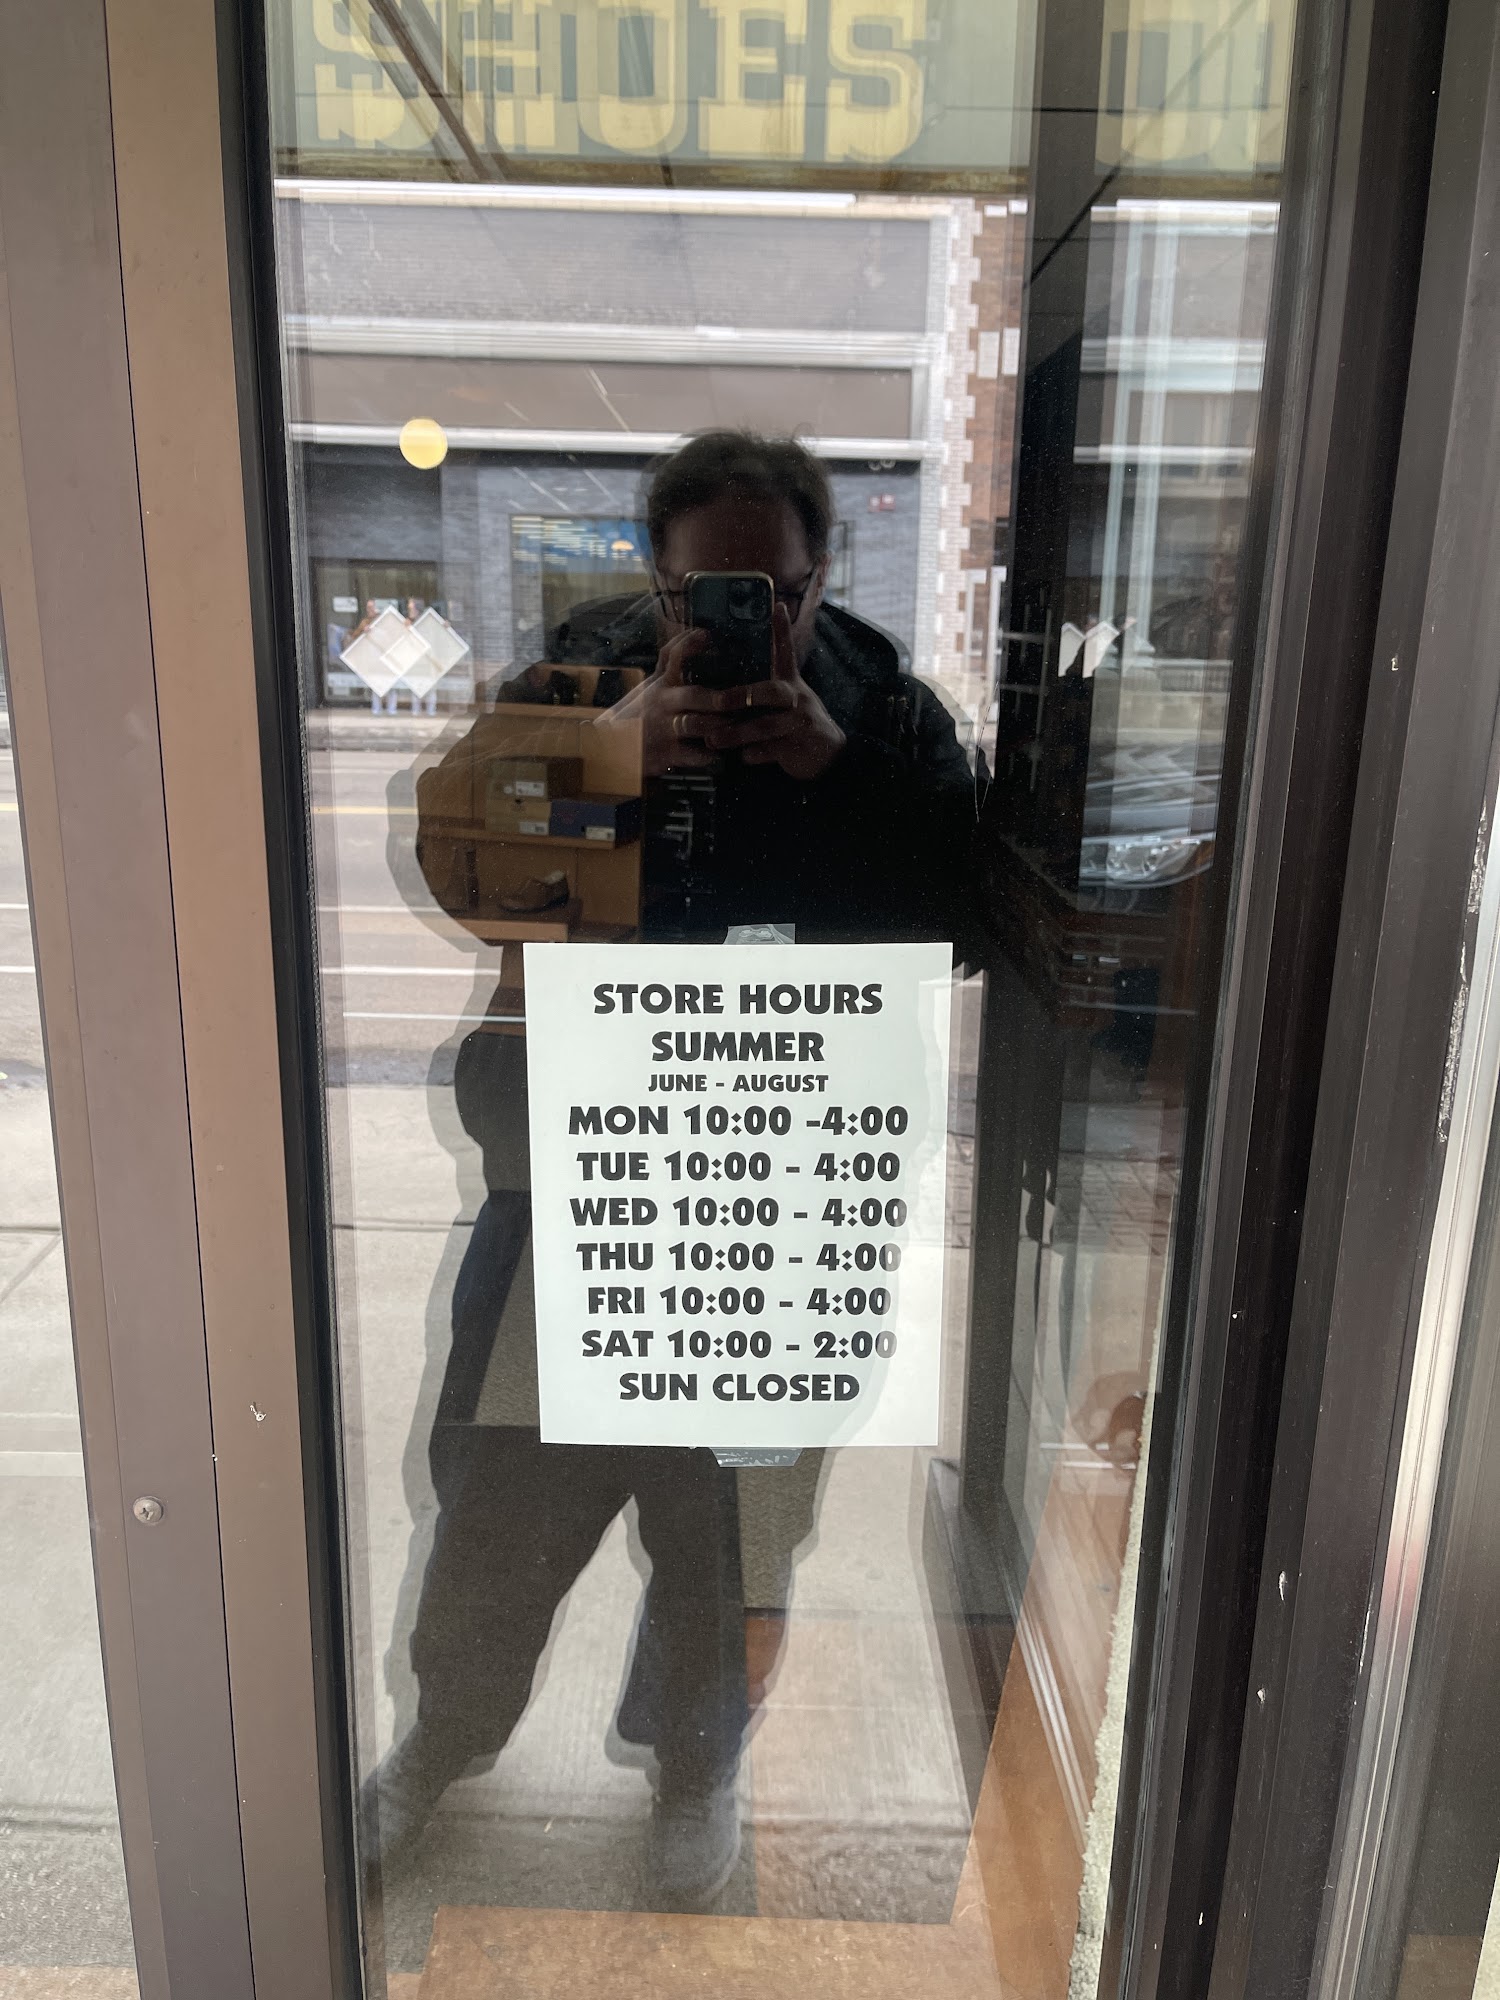 SHOES
STORE HOURS
SUMMER
JUNE - AUGUST
MON 10:00 -4:00
TUE 10:00 - 4:00
WED 10:00 - 4:00
THU 10:00 - 4:00
FRI 10:00 - 4:00
SAT 10:00 - 2:00
SUN CLOSED